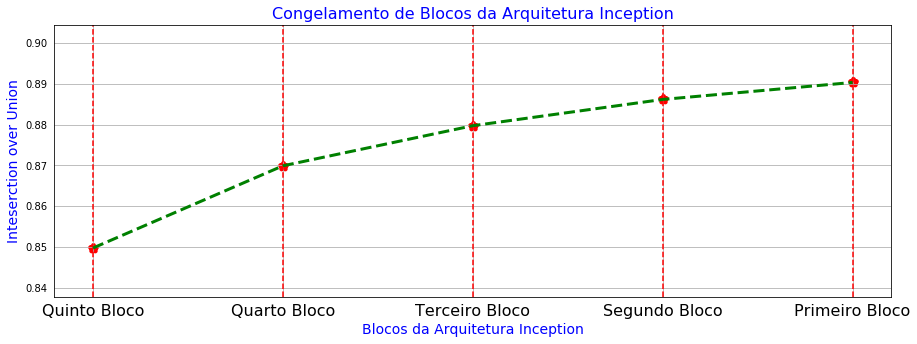 Congelamento de Blocos da Arquitetura Inception
Inteserction over Union
0.90
0.89
0.88
0.87
0.86
0.85
0.84
Quinto Bloco Quarto Bloco Terceiro Bloco Segundo Bloco Primeiro Bloco
Blocos da Arquitetura Inception